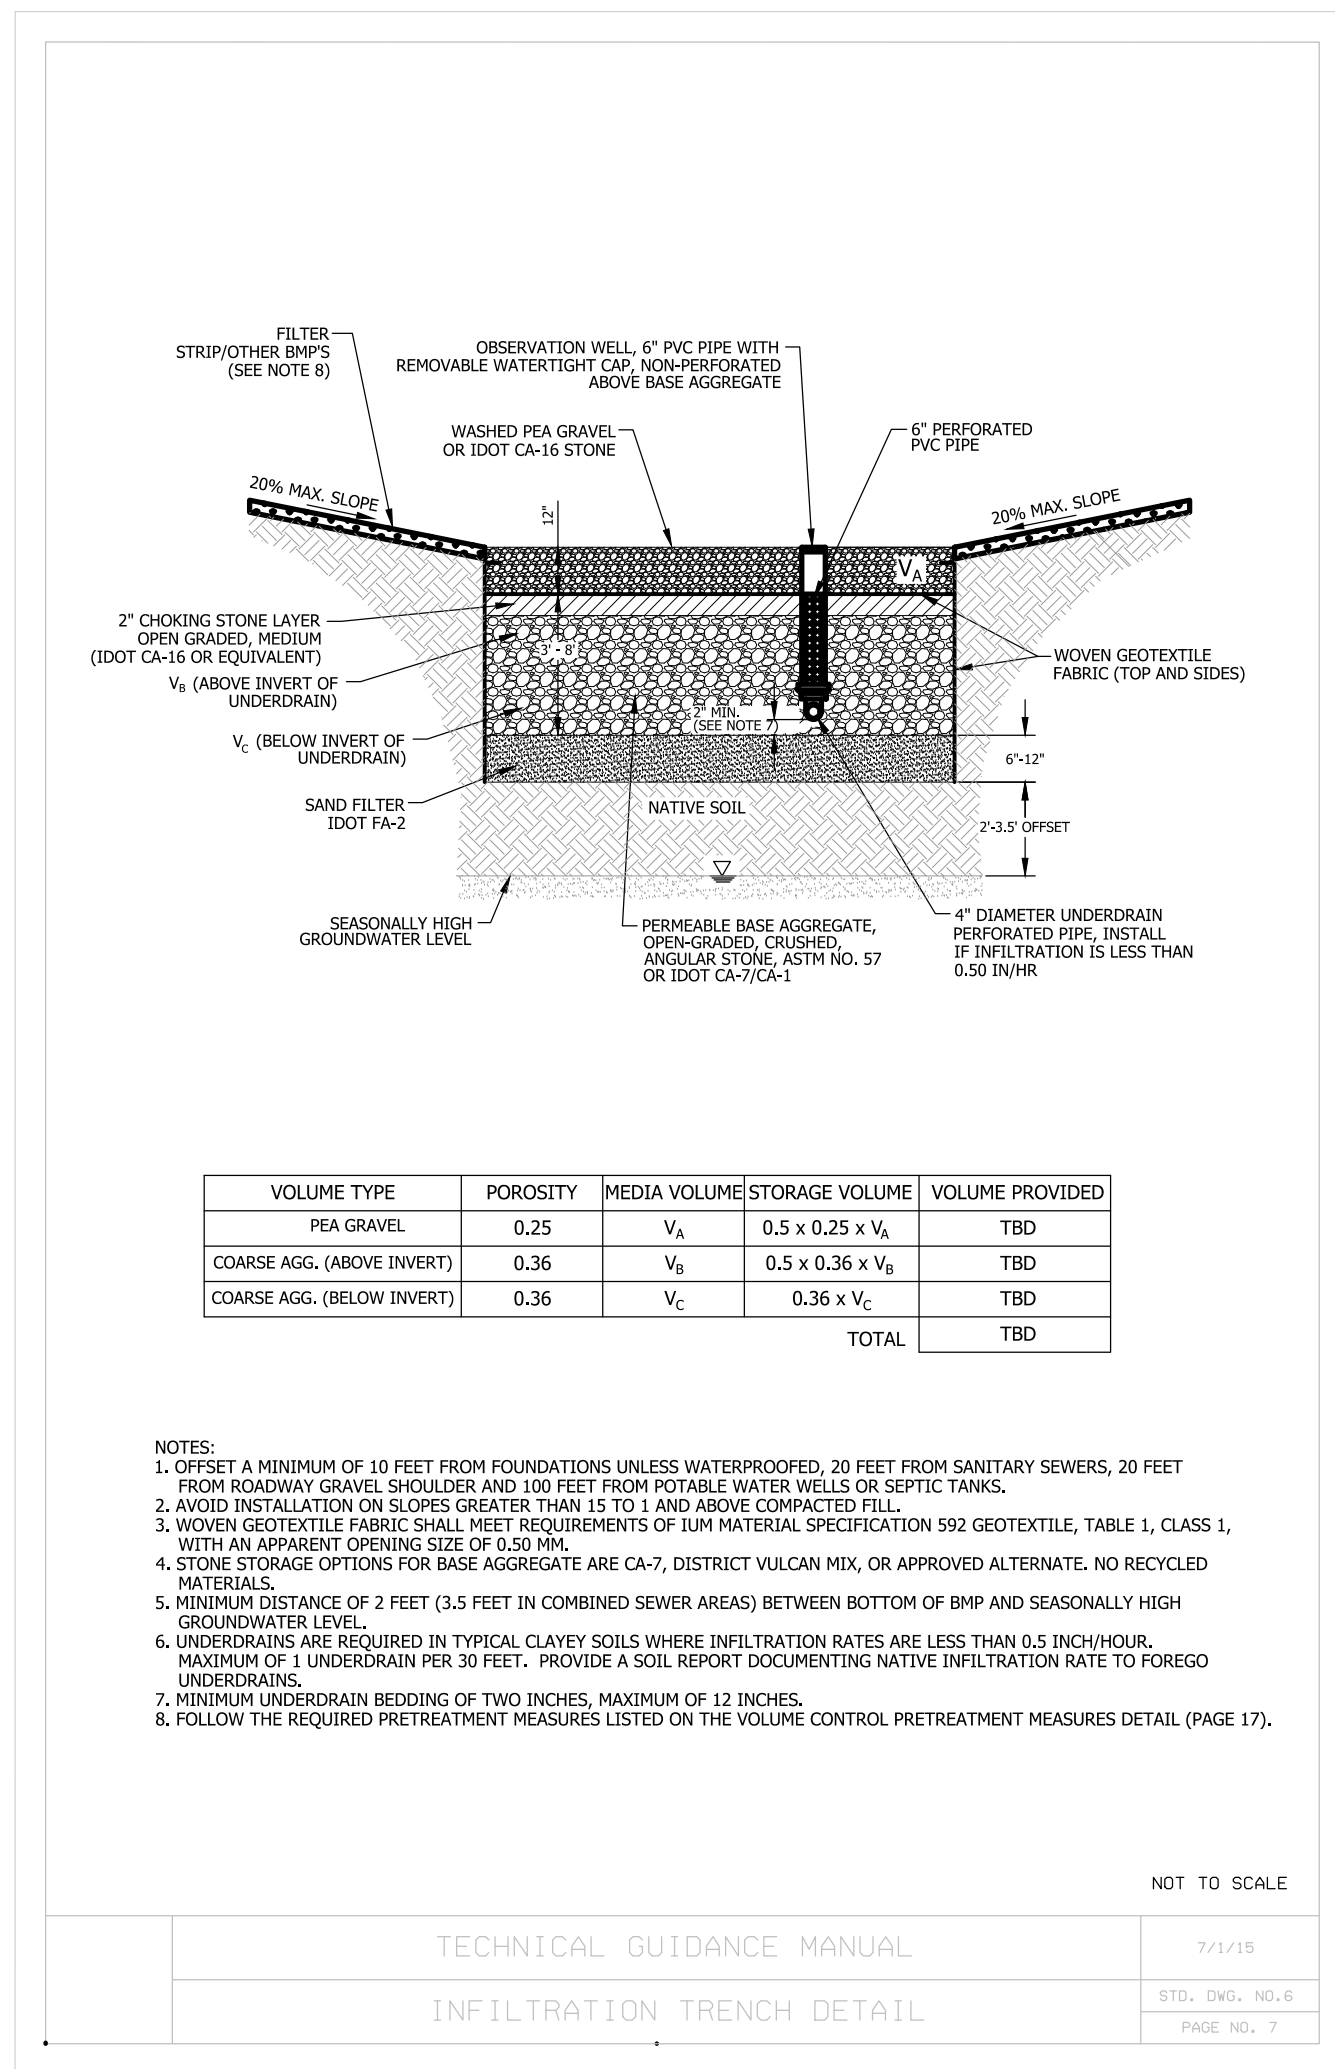 FILTER
STRIP/OTHER BMP'S
(SEE NOTE 8)
OBSERVATION WELL, 6" PVC PIPE WITH
REMOVABLE WATERTIGHT CAP, NON-PERFORATED
ABOVE BASE AGGREGATE
WASHED PEA GRAVEL
OR IDOT CA-16 STONE
6" PERFORATED
PVC PIPE
20% MAX. SLOPE
12"
20% MAX. SLOPE
VA
2" CHOKING STONE LAYER
OPEN GRADED, MEDIUM
(IDOT CA-16 OR EQUIVALENT)
3' - 8'
WOVEN GEOTEXTILE
FABRIC (TOP AND SIDES)
VB (ABOVE INVERT OF
UNDERDRAIN)
2" MIN.
(SEE NOTE 7)
VC (BELOW INVERT OF
UNDERDRAIN)
6"-12"
SAND FILTER
IDOT FA-2
NATIVE SOIL
2'-3.5' OFFSET
SEASONALLY HIGH
GROUNDWATER LEVEL
PERMEABLE BASE AGGREGATE,
OPEN-GRADED, CRUSHED,
ANGULAR STONE, ASTM NO. 57
OR IDOT CA-7/CA-1
4" DIAMETER UNDERDRAIN
PERFORATED PIPE, INSTALL
IF INFILTRATION IS LESS THAN
0.50 IN/HR
VOLUME TYPE POROSITY MEDIA VOLUME STORAGE VOLUME VOLUME PROVIDED
PEA GRAVEL 0.25 VA 0.5 x 0.25 x VA TBD
COARSE AGG. (ABOVE INVERT) 0.36 VB 0.5 x 0.36 x VB TBD
COARSE AGG. (BELOW INVERT) 0.36 VC 0.36 x VC TBD
TOTAL TBD
NOTES:
1. OFFSET A MINIMUM OF 10 FEET FROM FOUNDATIONS UNLESS WATERPROOFED, 20 FEET FROM SANITARY SEWERS, 20 FEET
FROM ROADWAY GRAVEL SHOULDER AND 100 FEET FROM POTABLE WATER WELLS OR SEPTIC TANKS.
2. AVOID INSTALLATION ON SLOPES GREATER THAN 15 TO 1 AND ABOVE COMPACTED FILL.
3. WOVEN GEOTEXTILE FABRIC SHALL MEET REQUIREMENTS OF IUM MATERIAL SPECIFICATION 592 GEOTEXTILE, TABLE 1, CLASS 1,
WITH AN APPARENT OPENING SIZE OF 0.50 MM.
4. STONE STORAGE OPTIONS FOR BASE AGGREGATE ARE CA-7, DISTRICT VULCAN MIX, OR APPROVED ALTERNATE. NO RECYCLED
MATERIALS.
5. MINIMUM DISTANCE OF 2 FEET (3.5 FEET IN COMBINED SEWER AREAS) BETWEEN BOTTOM OF BMP AND SEASONALLY HIGH
GROUNDWATER LEVEL.
6. UNDERDRAINS ARE REQUIRED IN TYPICAL CLAYEY SOILS WHERE INFILTRATION RATES ARE LESS THAN 0.5 INCH/HOUR.
MAXIMUM OF 1 UNDERDRAIN PER 30 FEET. PROVIDE A SOIL REPORT DOCUMENTING NATIVE INFILTRATION RATE TO FOREGO
UNDERDRAINS.
7. MINIMUM UNDERDRAIN BEDDING OF TWO INCHES, MAXIMUM OF 12 INCHES.
8. FOLLOW THE REQUIRED PRETREATMENT MEASURES LISTED ON THE VOLUME CONTROL PRETREATMENT MEASURES DETAIL (PAGE 17).
NOT TO SCALE
TECHNICAL GUIDANCE MANUAL
7/1/15
INFILTRATION TRENCH DETAIL
STD. DWG. NO.6
PAGE NO. 7